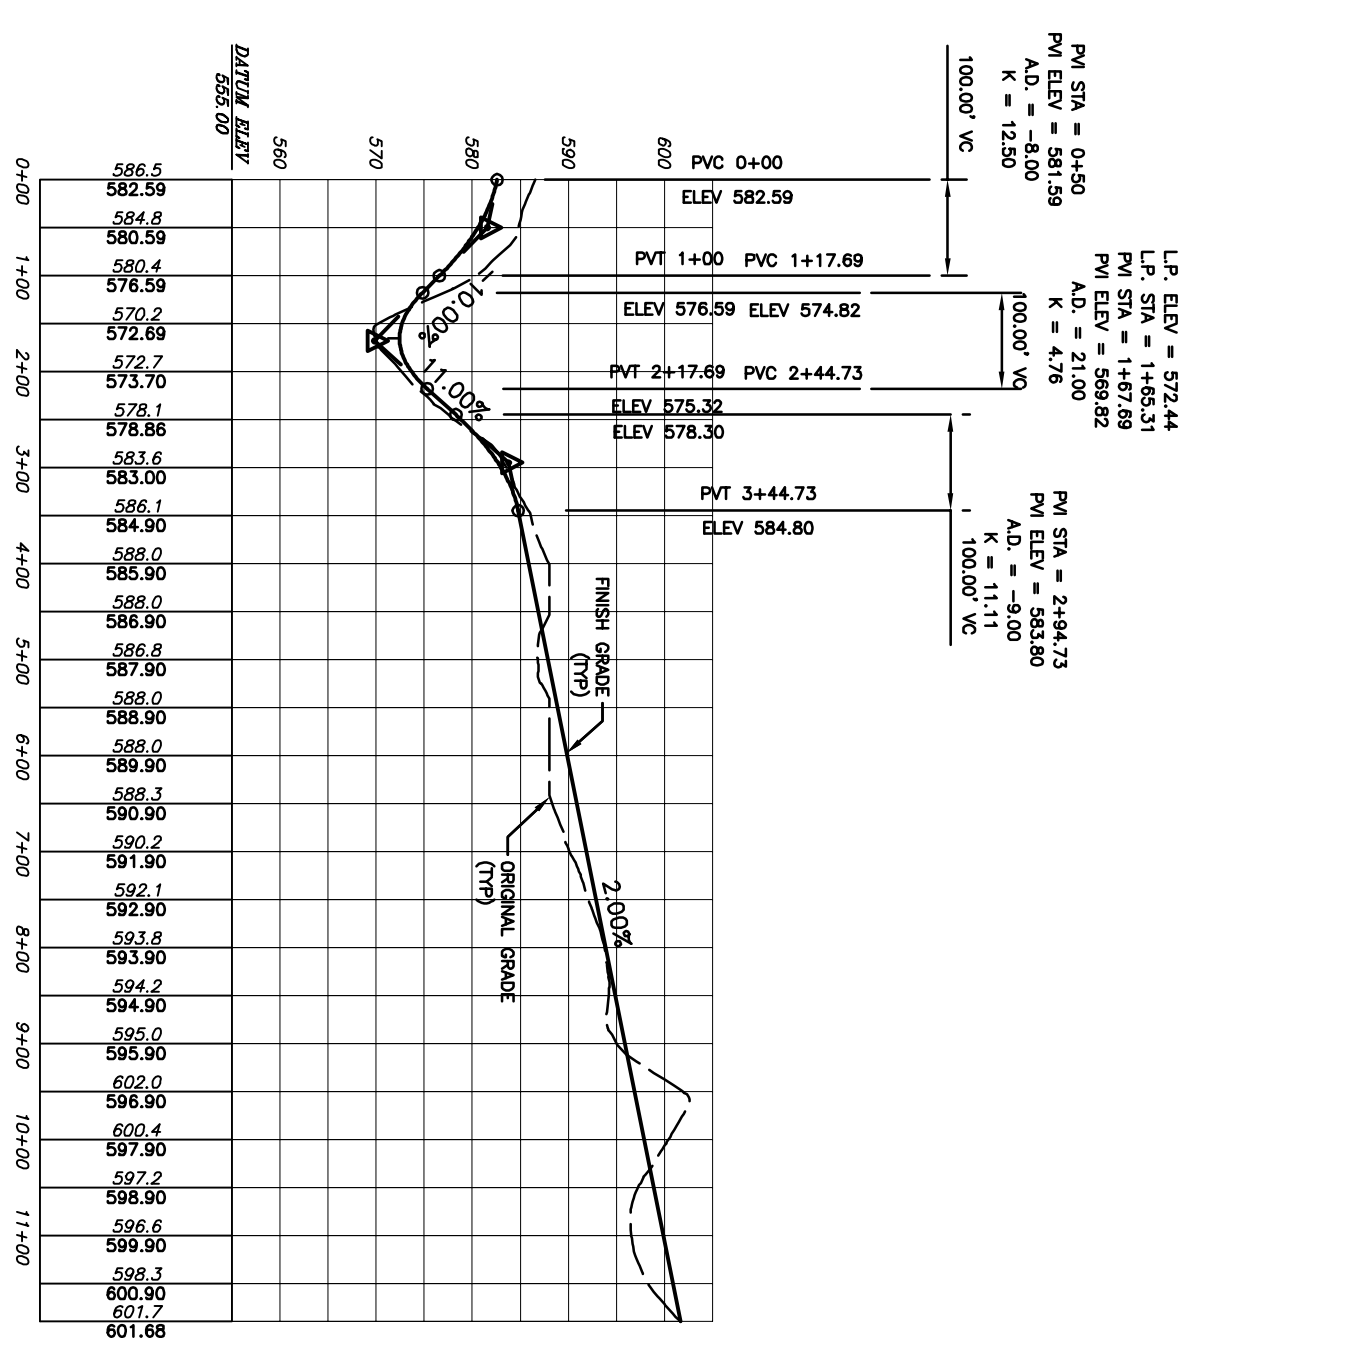 PVI STA = 0+50
PVI ELEV = 581.59
A.D. = -8.00
K = 12.50
100.00' VC
L.P. ELEV = 572.44
L.P. STA = 1+65.31
PVI STA = 1+67.69
PVI ELEV = 569.82
A.D. = 21.00
K = 4.76
100.00' VC
PVI STA = 2+94.73
PVI ELEV = 583.80
A.D. = -9.00
K = 11.11
100.00' VC
PVC 0+00
ELEV 582.59
PVT 1+00
ELEV 576.59
PVC 1+17.69
ELEV 574.82
PVT 2+17.69
ELEV 575.32
PVC 2+44.73
ELEV 578.30
PVT 3+44.73
ELEV 584.80
600
590
580
570
560
DATUM ELEV
555.00
10.00%
11.00%
2.00%
FINISH GRADE
(TYP)
ORIGINAL GRADE
(TYP)
586.5
582.59
584.8
580.59
580.4
576.59
570.2
572.69
572.7
573.70
578.1
578.86
583.6
583.00
586.1
584.90
588.0
585.90
588.0
586.90
586.8
587.90
588.0
588.90
588.0
589.90
588.3
590.90
590.2
591.90
592.1
592.90
593.8
593.90
594.2
594.90
595.0
595.90
602.0
596.90
600.4
597.90
597.2
598.90
596.6
599.90
598.3
600.90
601.7
601.68
0+00
1+00
2+00
3+00
4+00
5+00
6+00
7+00
8+00
9+00
10+00
11+00